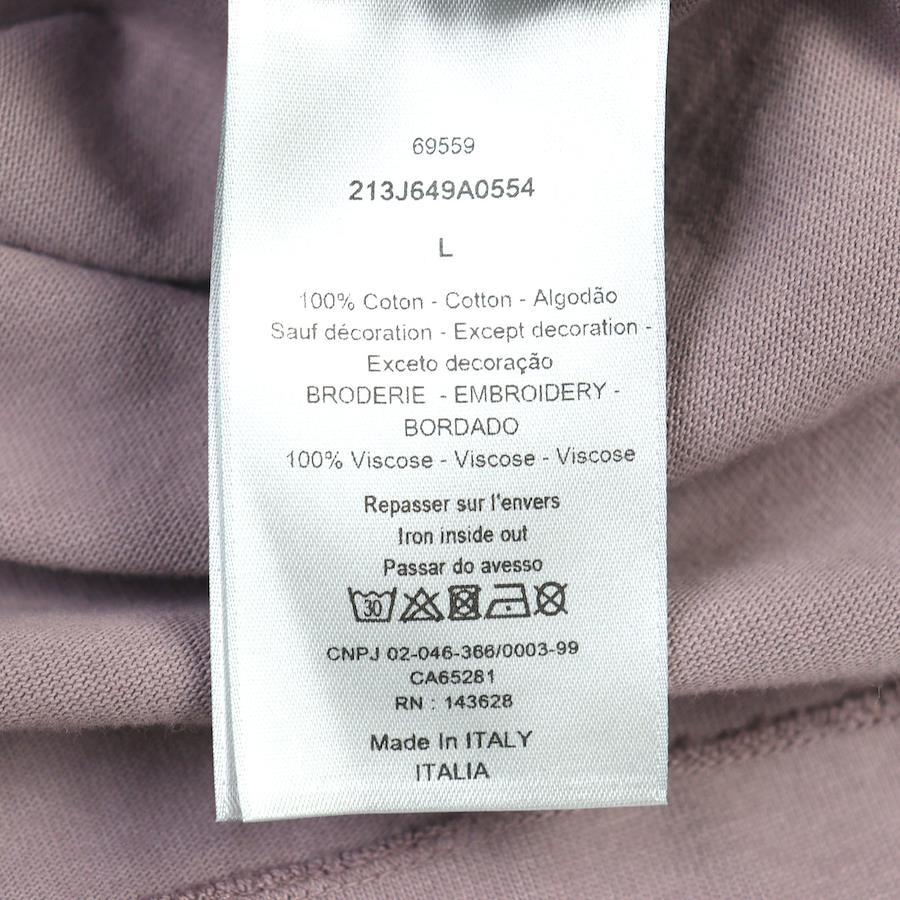 69559
213J649A0554
L
100% Coton - Cotton - Algodão
Sauf décoration - Except decoration -
Exceto decoração
BRODERIE - EMBROIDERY -
BORDADO
100% Viscose - Viscose - Viscose
Repasser sur l'envers
Iron inside out
Passar do avesso
30
CNPJ 02-046-366/0003-99
CA65281
RN : 143628
Made In ITALY
ITALIA